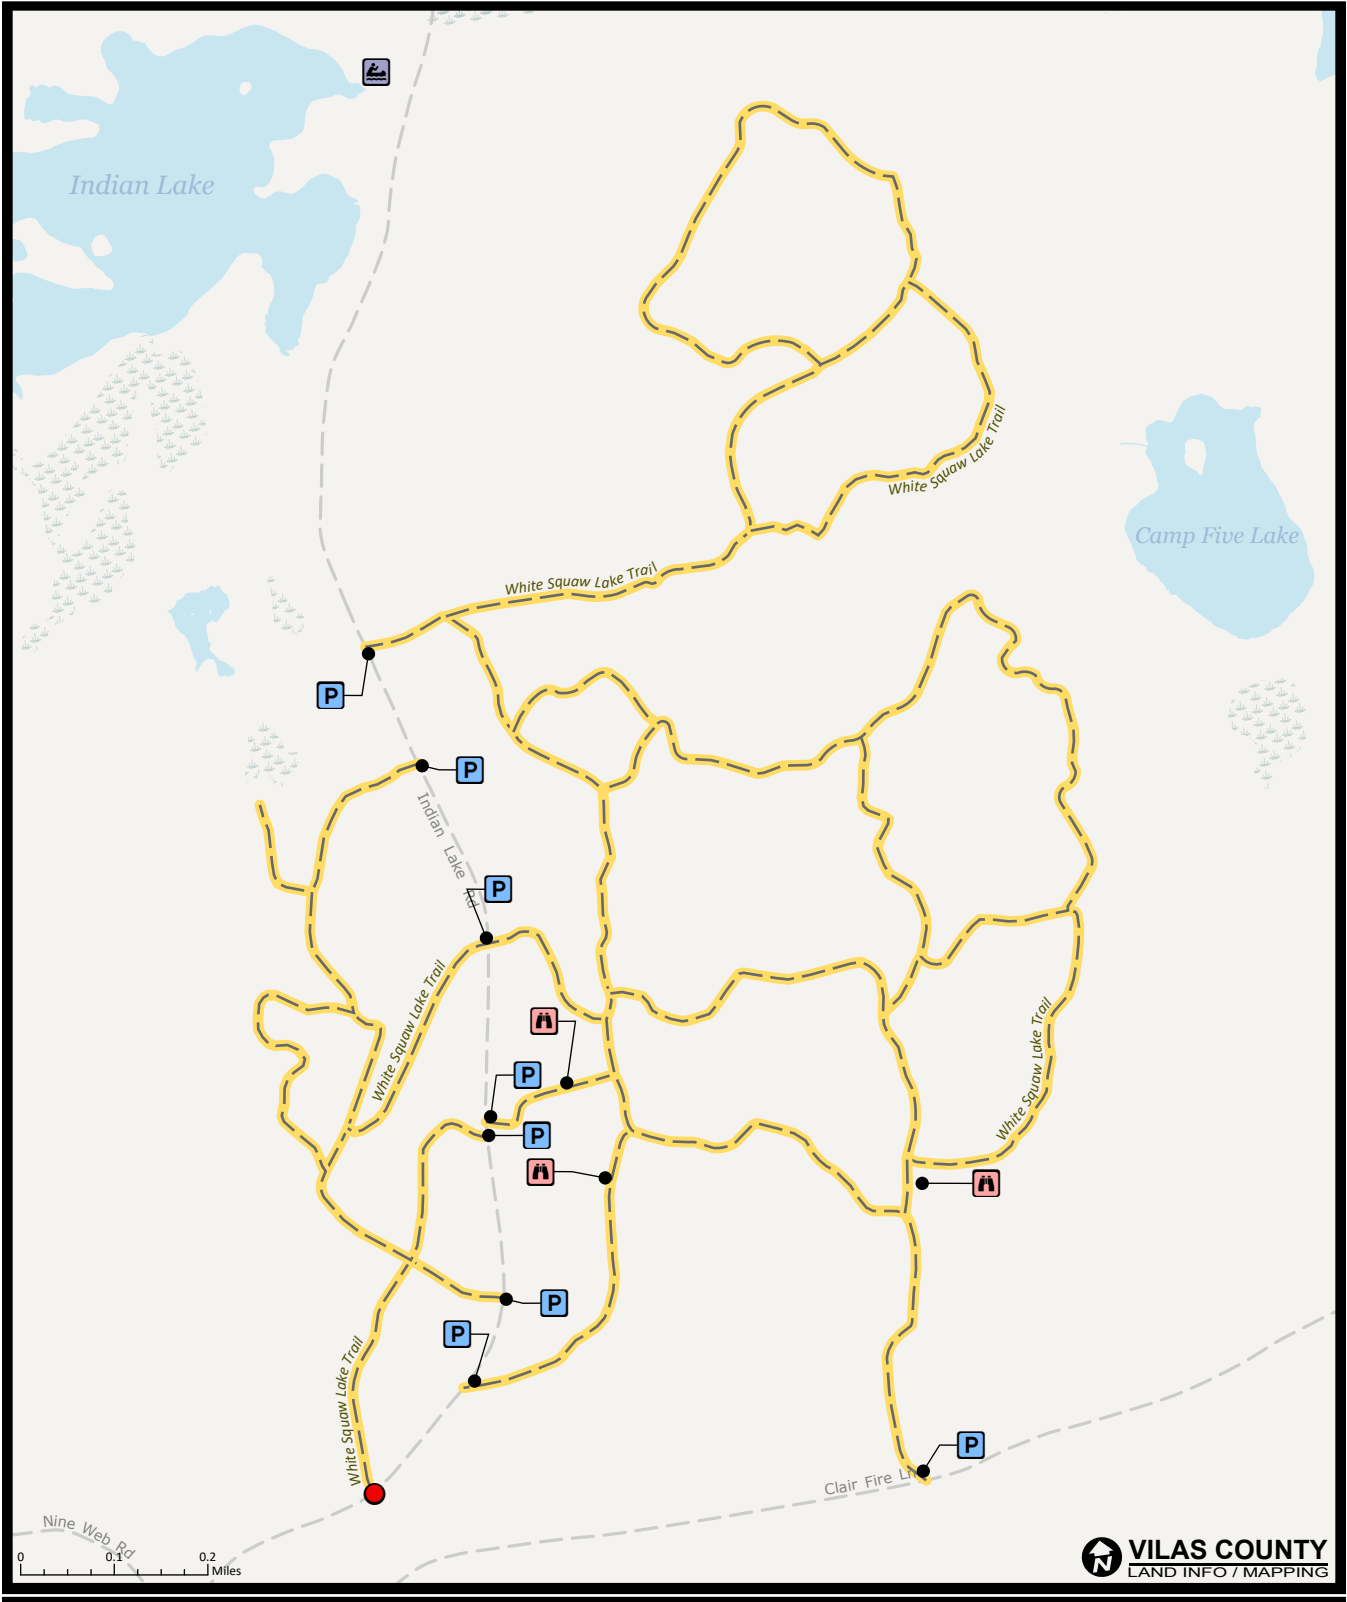 Indian Lake
White Squaw Lake Trail
Camp Five Lake
White Squaw Lake Trail
P
P
Indian Lake Rd
P
White Squaw Lake Trail
P
White Squaw Lake Trail
P
P
P
White Squaw Lake Trail
P
Clair Fire Ln
Nine Web Rd
0 0.1 0.2
Miles
N
VILAS COUNTY
LAND INFO / MAPPING